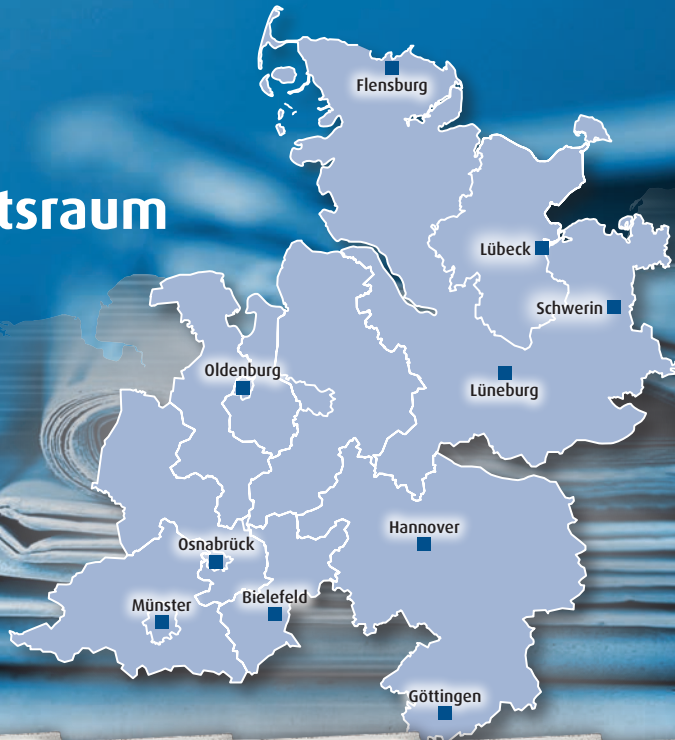 Flensburg
tsraum
Lübeck
Schwerin
Oldenburg
Lüneburg
Hannover
Osnabrück
Bielefeld
Münster
Göttingen